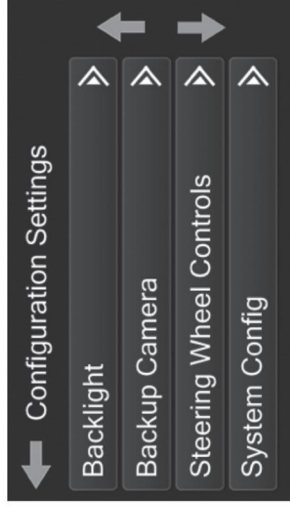 Configuration Settings
Backlight
Backup Camera
Steering Wheel Controls
System Config